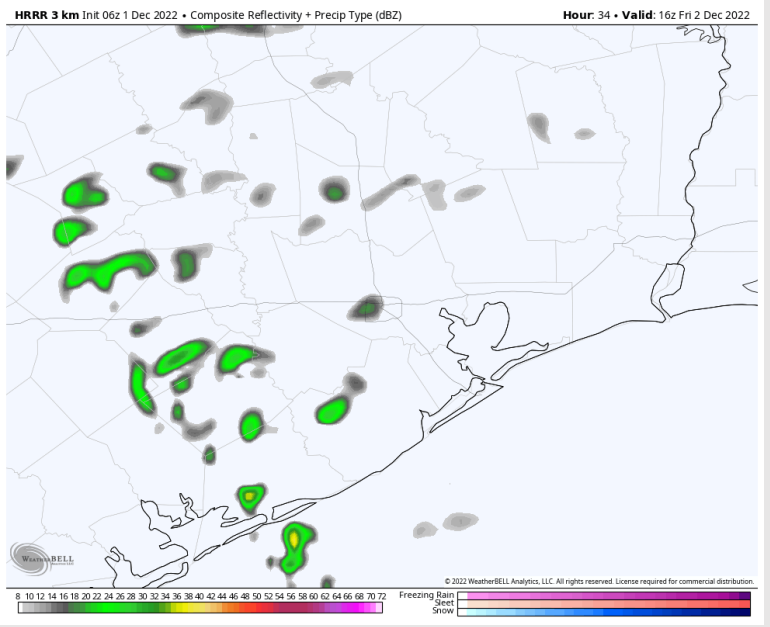 HRRR 3 km Init 06z 1 Dec 2022 • Composite Reflectivity + Precip Type (dBZ) Hour: 34 • Valid: 16z Fri 2 Dec 2022
WEATHERBELL
© 2022 WeatherBELL Analytics, LLC. All rights reserved. License required for commercial distribution.
8 10 12 14 16 18 20 22 24 26 28 30 32 34 36 38 40 42 44 46 48 50 52 54 56 58 60 62 64 66 68 70 72
Freezing Rain
Sleet
Snow